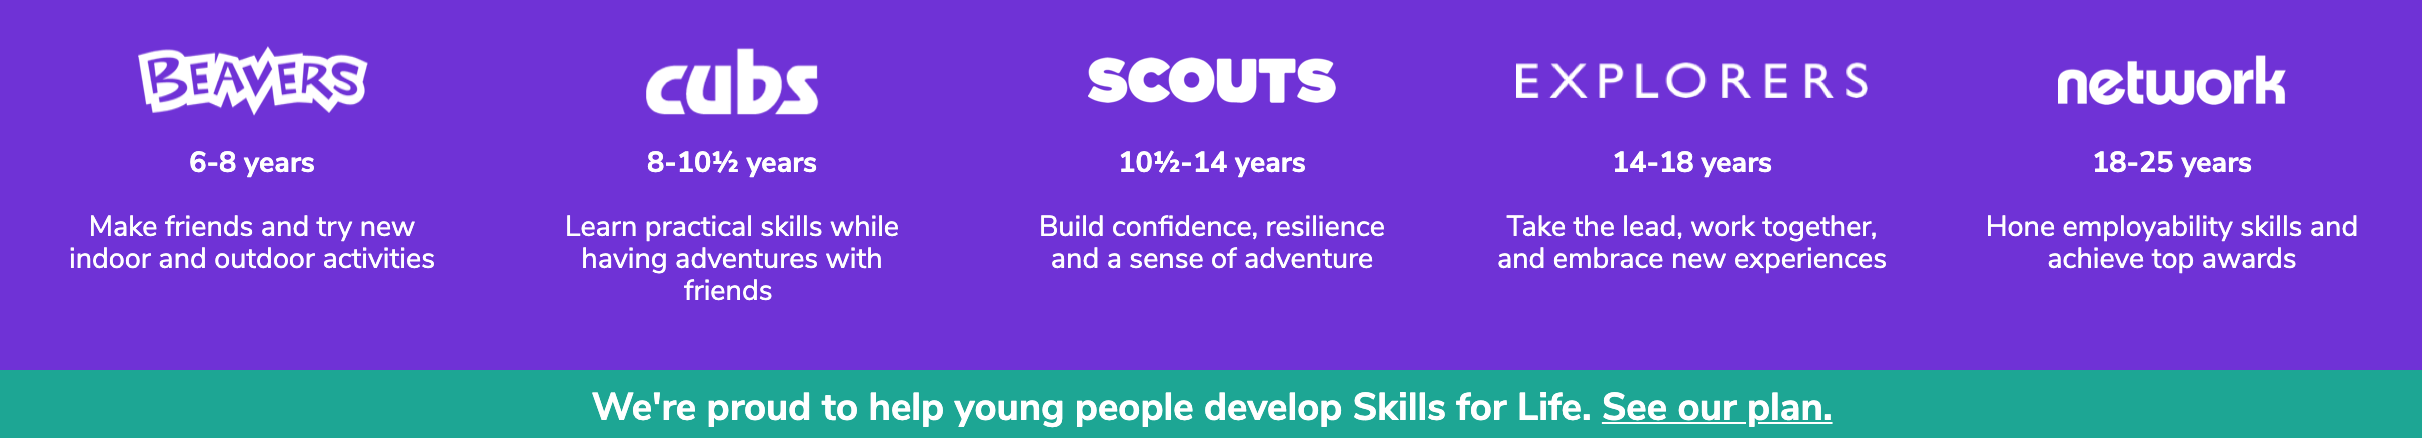 BEAVERS
6-8 years
Make friends and try new
indoor and outdoor activities
cubs
8-10½ years
Learn practical skills while
having adventures with
friends
SCOUTS
10½-14 years
Build confidence, resilience
and a sense of adventure
EXPLORERS
14-18 years
Take the lead, work together,
and embrace new experiences
network
18-25 years
Hone employability skills and
achieve top awards
We're proud to help young people develop Skills for Life. See our plan.